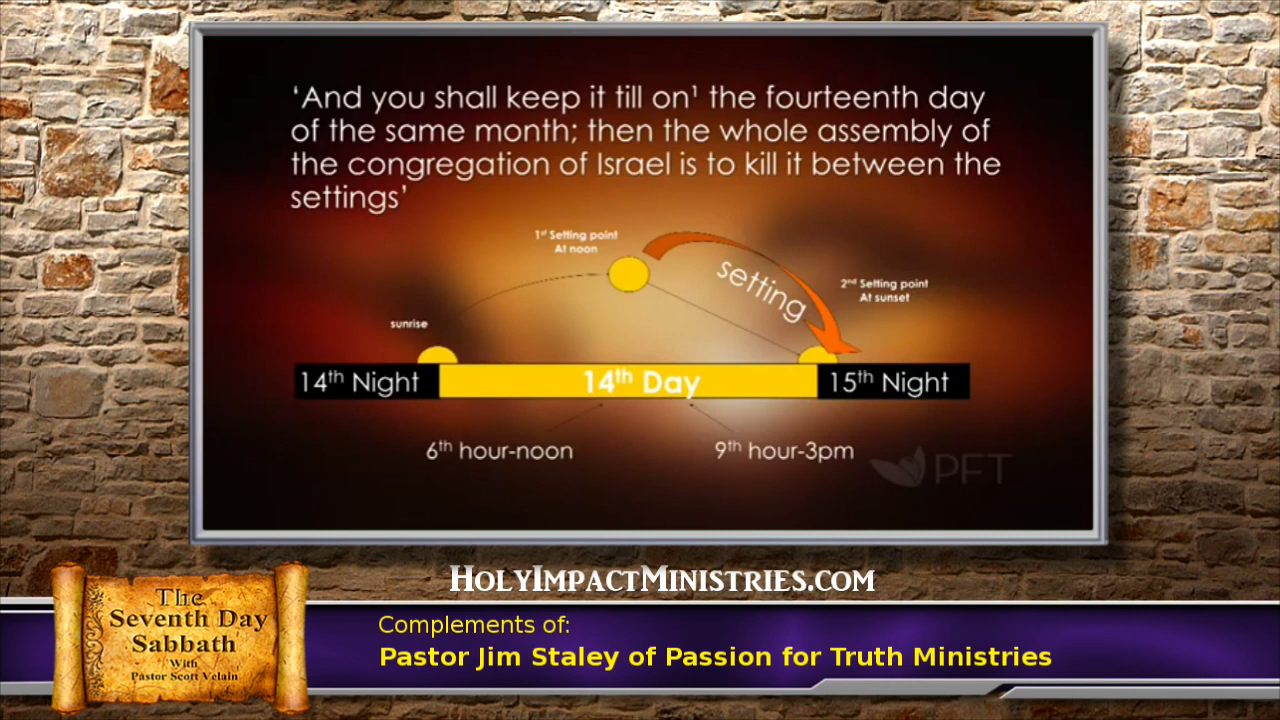 ‘And you shall keep it till on¹ the fourteenth day
of the same month; then the whole assembly of
the congregation of Israel is to kill it between the
settings’
1st Setting point
At noon
setting
2nd Setting point
At sunset
sunrise
14th Night
14th Day
15th Night
6th hour-noon
9th hour-3pm
PFT
HolyImpactMinistries.com
The
Seventh Day
Sabbath
With
Pastor Scott Velain
Complements of:
Pastor Jim Staley of Passion for Truth Ministries